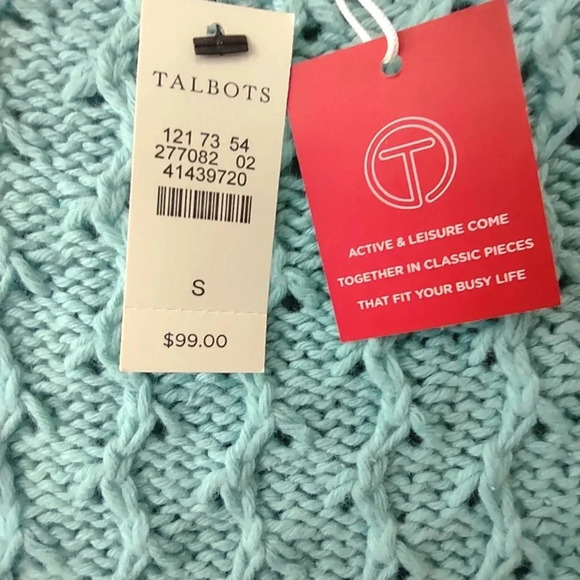 TALBOTS
121 73 54
277082 02
41439720
S
$99.00
T
ACTIVE & LEISURE COME
TOGETHER IN CLASSIC PIECES
THAT FIT YOUR BUSY LIFE